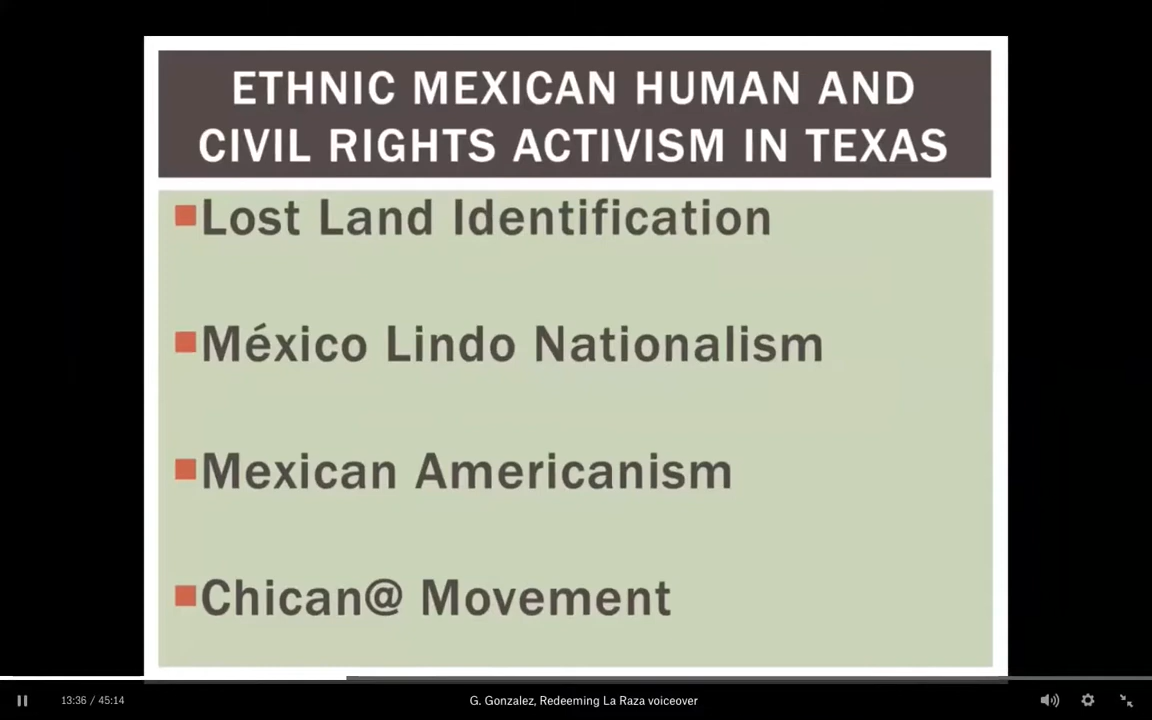 ETHNIC MEXICAN HUMAN AND
CIVIL RIGHTS ACTIVISM IN TEXAS
Lost Land Identification
México Lindo Nationalism
Mexican Americanism
Chican@ Movement
13:36 / 45:14
G. Gonzalez, Redeeming La Raza voiceover